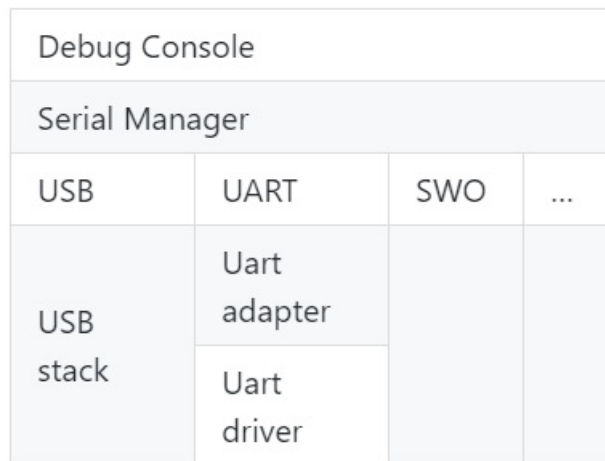 Debug Console
Serial Manager
USB UART SWO ...
Uart
adapter
USB
stack
Uart
driver